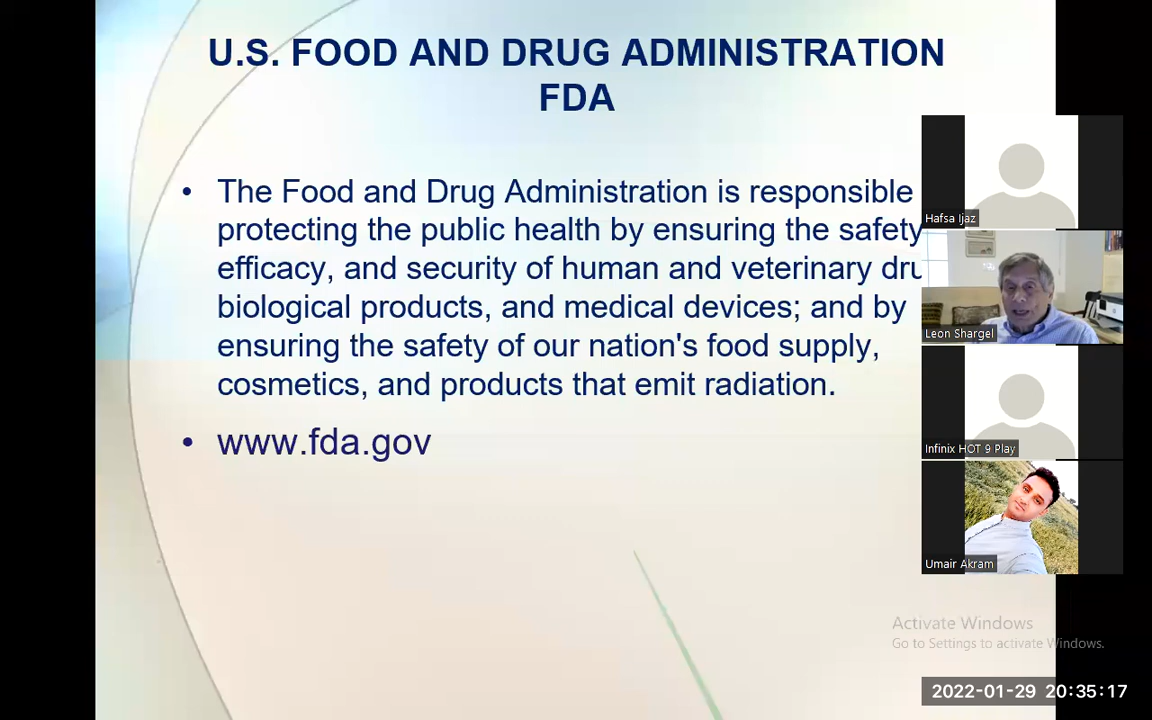 U.S. FOOD AND DRUG ADMINISTRATION
FDA
• The Food and Drug Administration is responsible
protecting the public health by ensuring the safety
efficacy, and security of human and veterinary dru
biological products, and medical devices; and by
ensuring the safety of our nation's food supply,
cosmetics, and products that emit radiation.
• www.fda.gov
Hafsa Ijaz
Leon Shargel
Infinix HOT 9 Play
Umair Akram
Activate Windows
Go to Settings to activate Windows.
2022-01-29 20:35:17